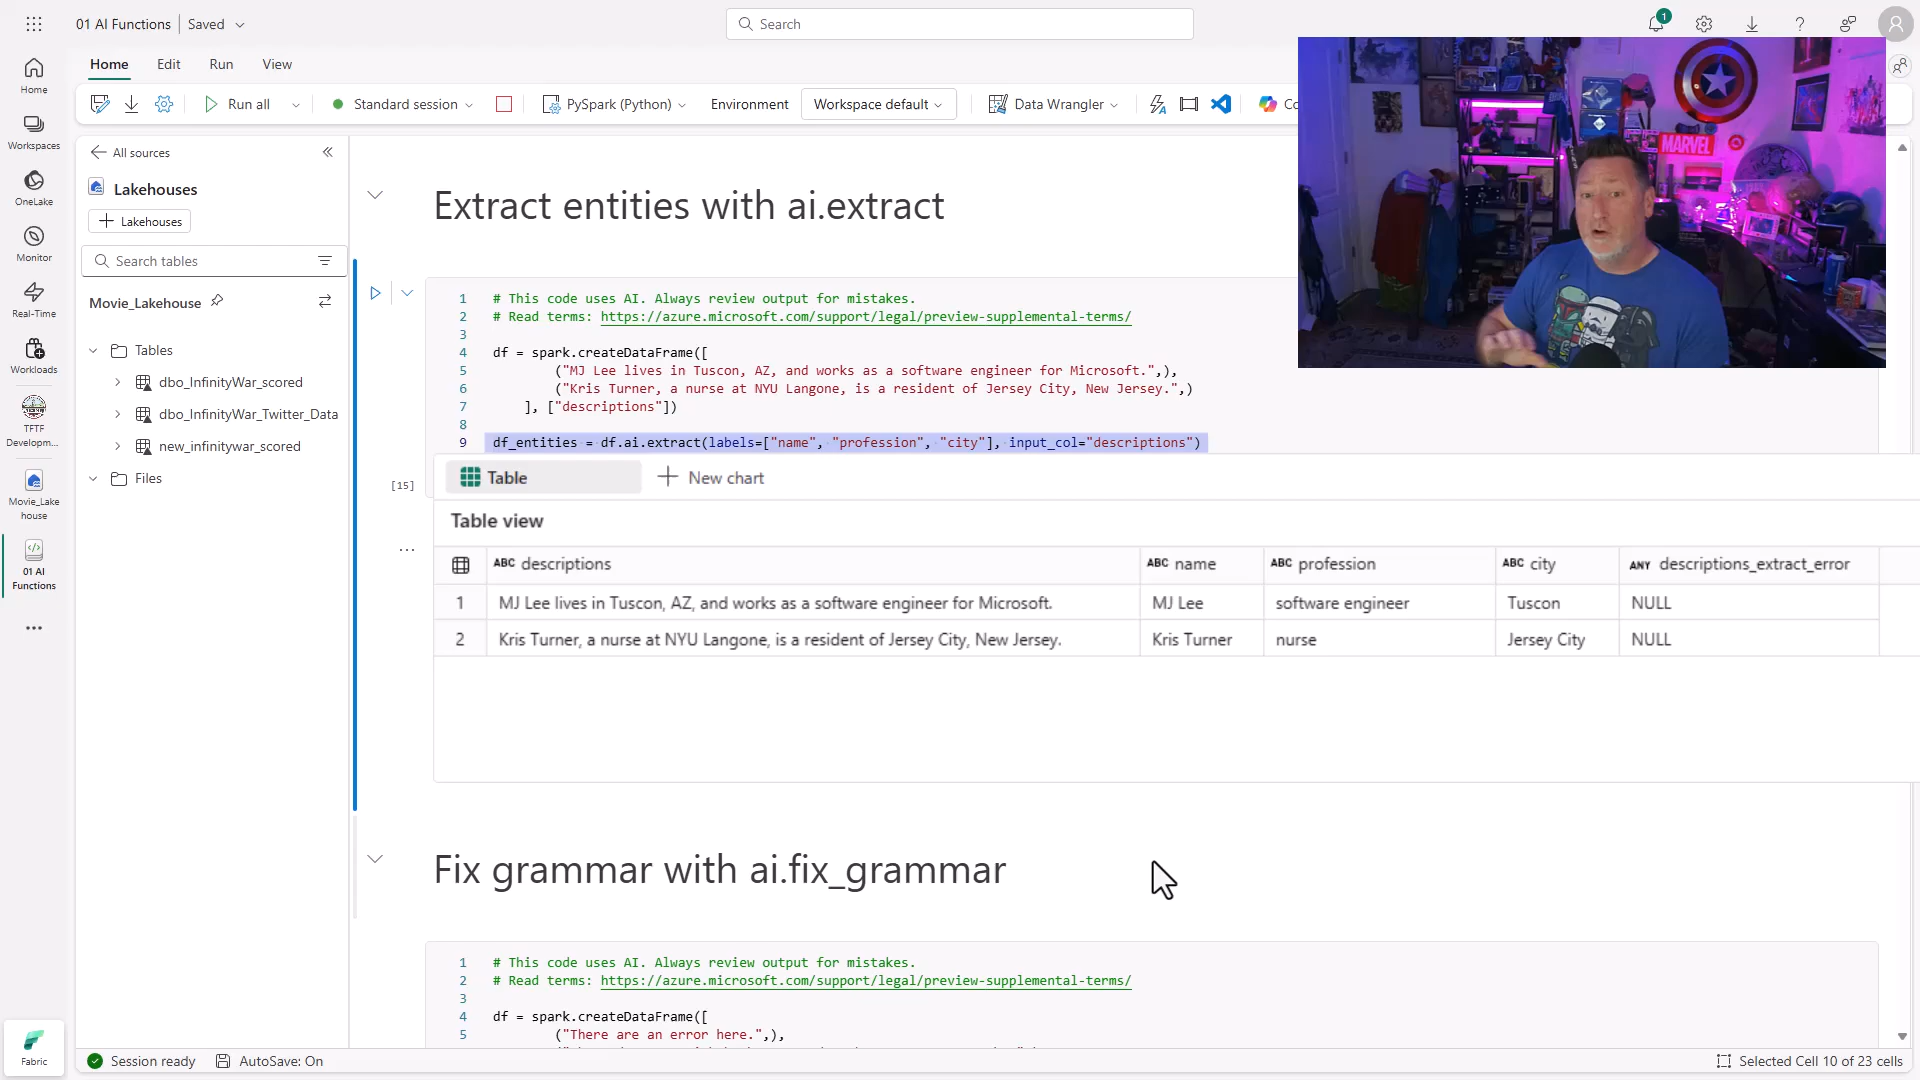 01 AI Functions
Saved
Search
1
Home
Edit
Run
View
Run all
Standard session
PySpark (Python)
Environment
Workspace default
Data Wrangler
Co
Home
Workspaces
OneLake
Monitor
Real-Time
Workloads
TFTF
Developm...
Movie_Lake
house
01 AI
Functions
Fabric
All sources
Lakehouses
Lakehouses
Search tables
Movie_Lakehouse
Tables
dbo_InfinityWar_scored
dbo_InfinityWar_Twitter_Data
new_infinitywar_scored
Files
MARVEL
Extract entities with ai.extract
1 # This code uses AI. Always review output for mistakes.
2 # Read terms: https://azure.microsoft.com/support/legal/preview-supplemental-terms/
3
4 df = spark.createDataFrame([
5 ("MJ Lee lives in Tuscon, AZ, and works as a software engineer for Microsoft.",),
6 ("Kris Turner, a nurse at NYU Langone, is a resident of Jersey City, New Jersey.",)
7 ], ["descriptions"])
8
9 df_entities = df.ai.extract(labels=["name", "profession", "city"], input_col="descriptions")
[15]
Table
New chart
Table view
ABC descriptions ABC name ABC profession ABC city ANY descriptions_extract_error
1 MJ Lee lives in Tuscon, AZ, and works as a software engineer for Microsoft. MJ Lee software engineer Tuscon NULL
2 Kris Turner, a nurse at NYU Langone, is a resident of Jersey City, New Jersey. Kris Turner nurse Jersey City NULL
Fix grammar with ai.fix_grammar
1 # This code uses AI. Always review output for mistakes.
2 # Read terms: https://azure.microsoft.com/support/legal/preview-supplemental-terms/
3
4 df = spark.createDataFrame([
5 ("There are an error here.",),
Session ready
AutoSave: On
Selected Cell 10 of 23 cells